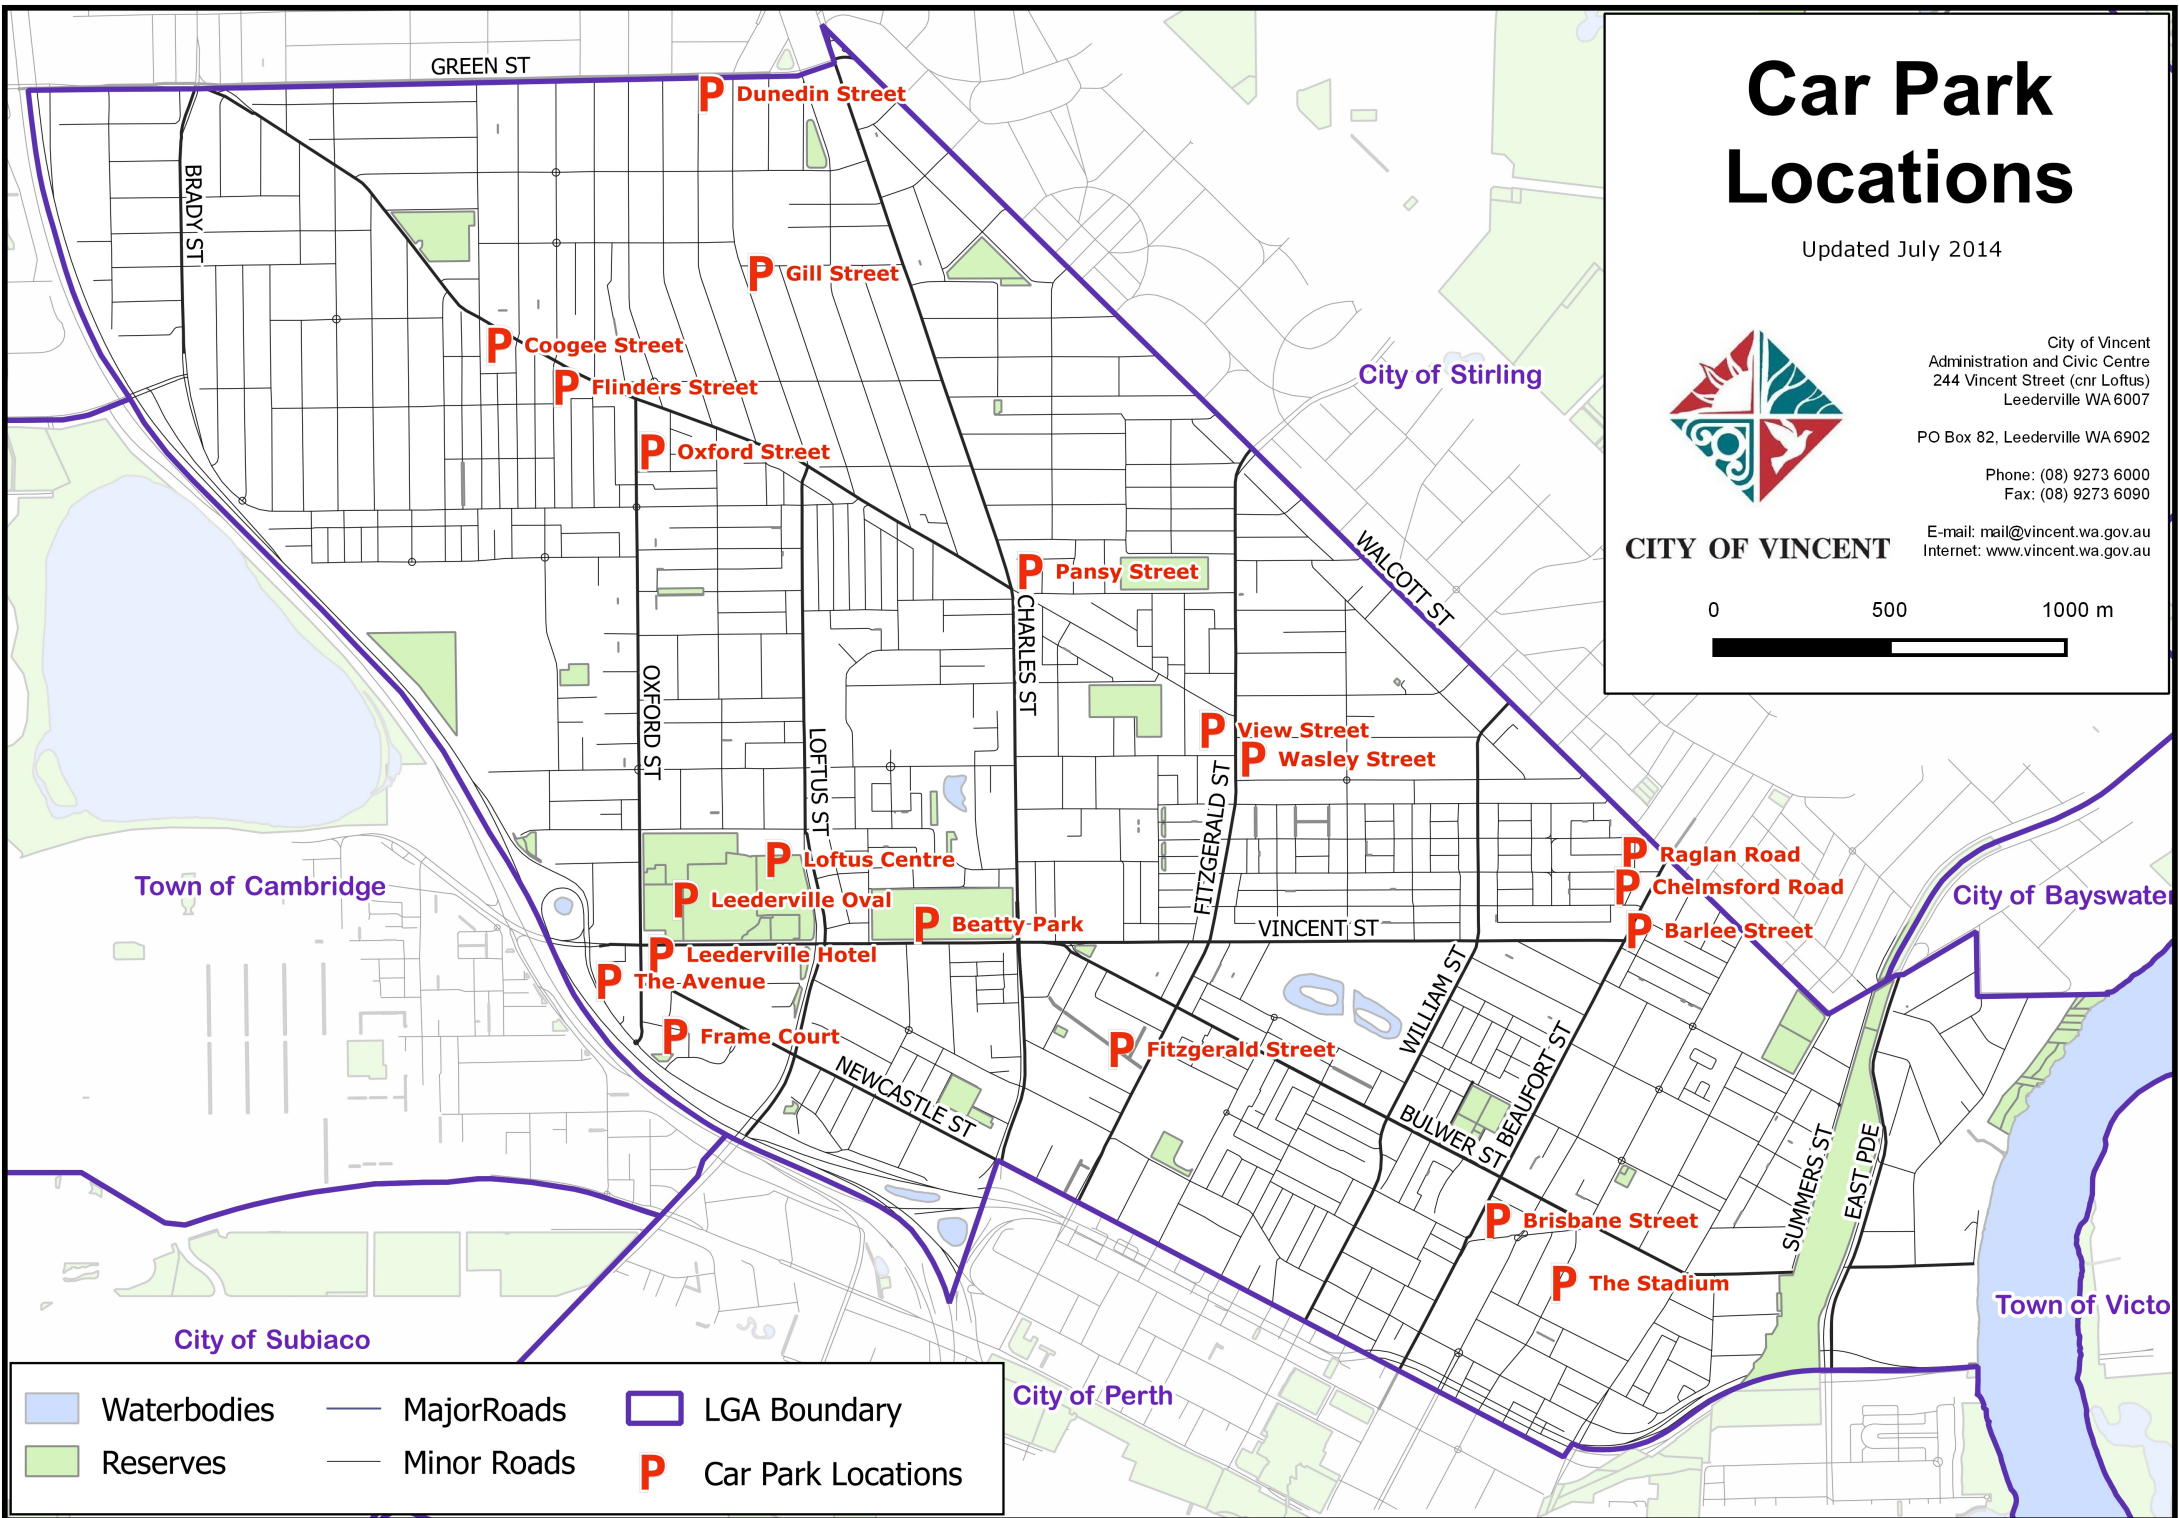 Car Park
Locations
Updated July 2014
City of Vincent
Administration and Civic Centre
244 Vincent Street (cnr Loftus)
Leederville WA 6007
PO Box 82, Leederville WA 6902
Phone: (08) 9273 6000
Fax: (08) 9273 6090
E-mail: mail@vincent.wa.gov.au
Internet: www.vincent.wa.gov.au
CITY OF VINCENT
0 500 1000 m
GREEN ST
P Dunedin Street
BRADY ST
P Gill Street
P Coogee Street
P Flinders Street
City of Stirling
P Oxford Street
WALCOTT ST
P Pansy Street
CHARLES ST
OXFORD ST
LOFTUS ST
P View Street
P Wasley Street
FITZGERALD ST
P Loftus Centre
P Raglan Road
Town of Cambridge
P Leederville Oval
P Chelmsford Road
City of Bayswater
P Beatty Park
VINCENT ST
P Barlee Street
P Leederville Hotel
P The Avenue
WILLIAM ST
P Frame Court
P Fitzgerald Street
BEAUFORT ST
NEWCASTLE ST
BULWER ST
SUMMERS ST
EAST PDE
P Brisbane Street
P The Stadium
Town of Victo
City of Subiaco
City of Perth
Waterbodies
MajorRoads
LGA Boundary
Reserves
Minor Roads
P Car Park Locations